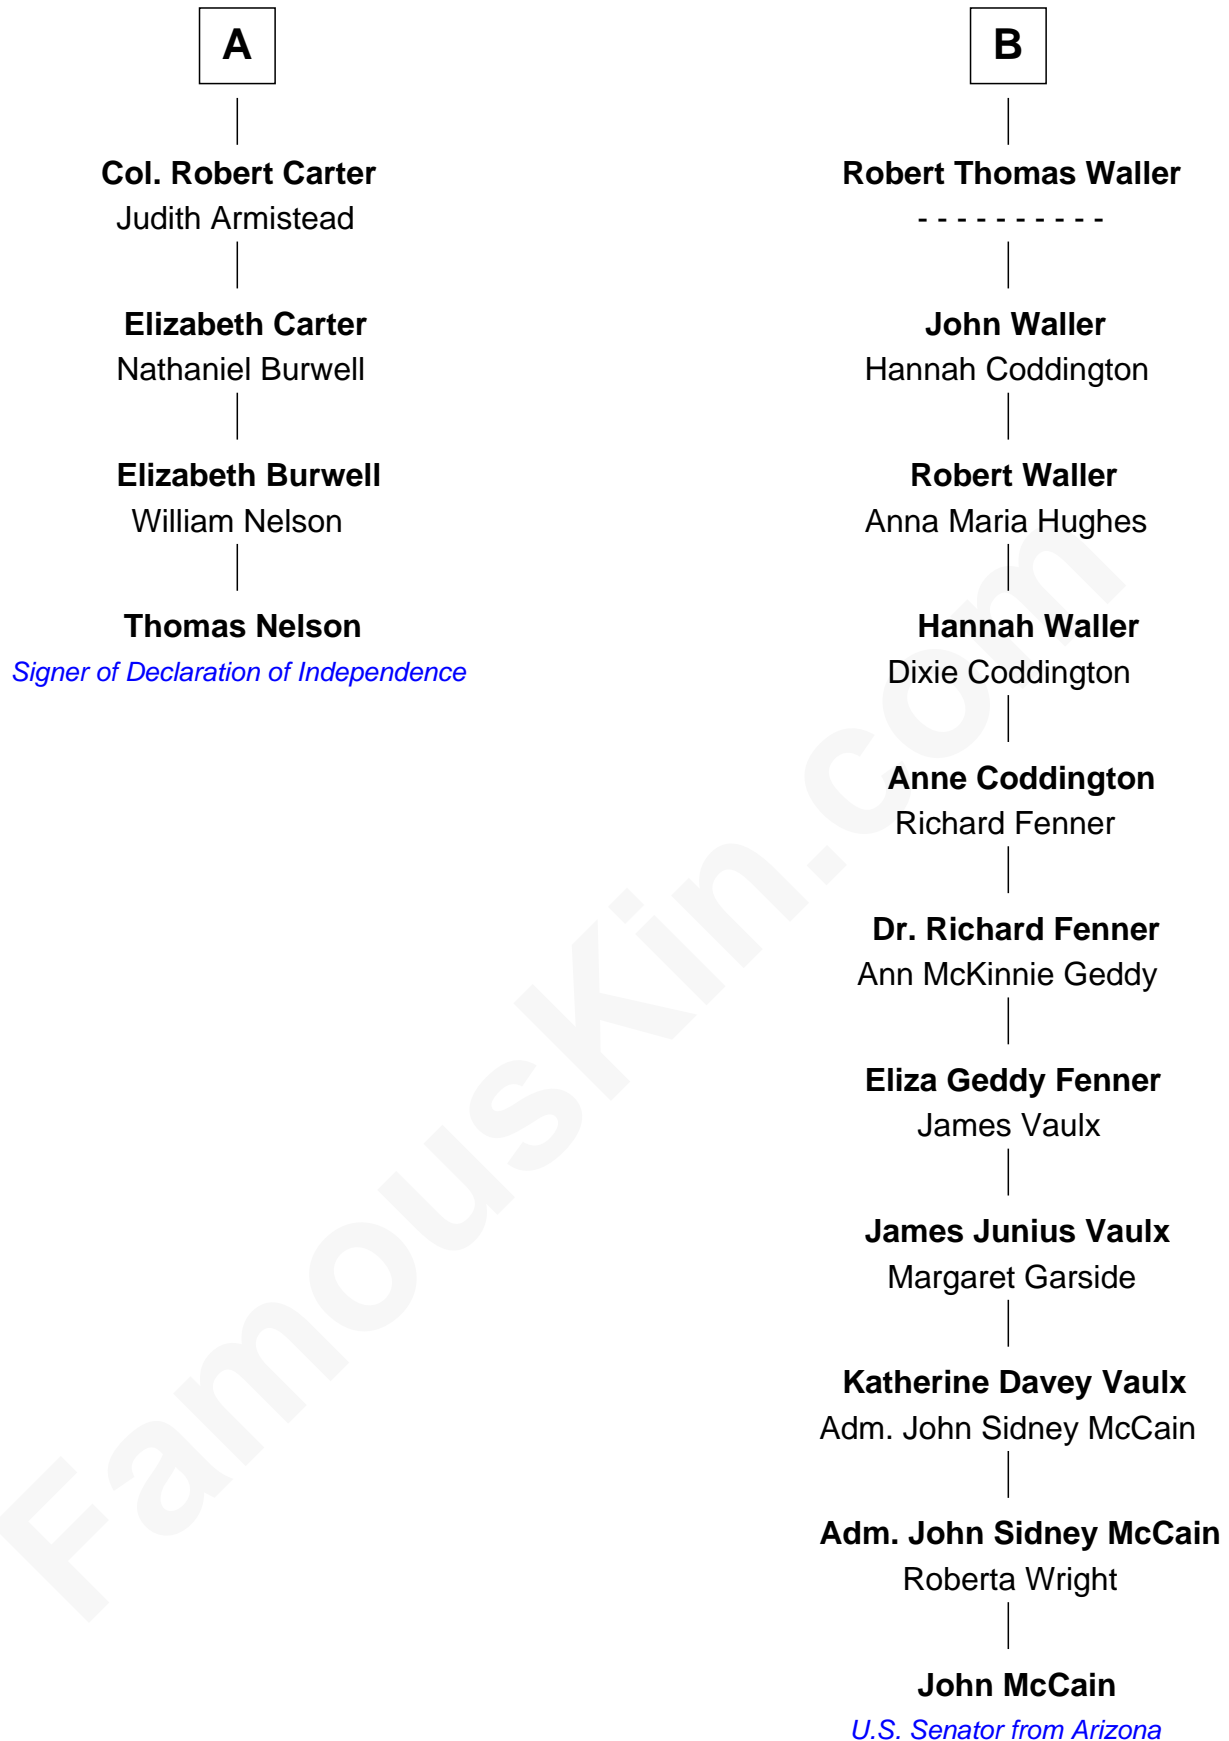 A
Col. Robert Carter
Judith Armistead
Elizabeth Carter
Nathaniel Burwell
Elizabeth Burwell
William Nelson
Thomas Nelson
Signer of Declaration of Independence
B
Robert Thomas Waller
- - - - - - - - - -
John Waller
Hannah Coddington
Robert Waller
Anna Maria Hughes
Hannah Waller
Dixie Coddington
Anne Coddington
Richard Fenner
Dr. Richard Fenner
Ann McKinnie Geddy
Eliza Geddy Fenner
James Vaulx
James Junius Vaulx
Margaret Garside
Katherine Davey Vaulx
Adm. John Sidney McCain
Adm. John Sidney McCain
Roberta Wright
John McCain
U.S. Senator from Arizona
FamousKin.com